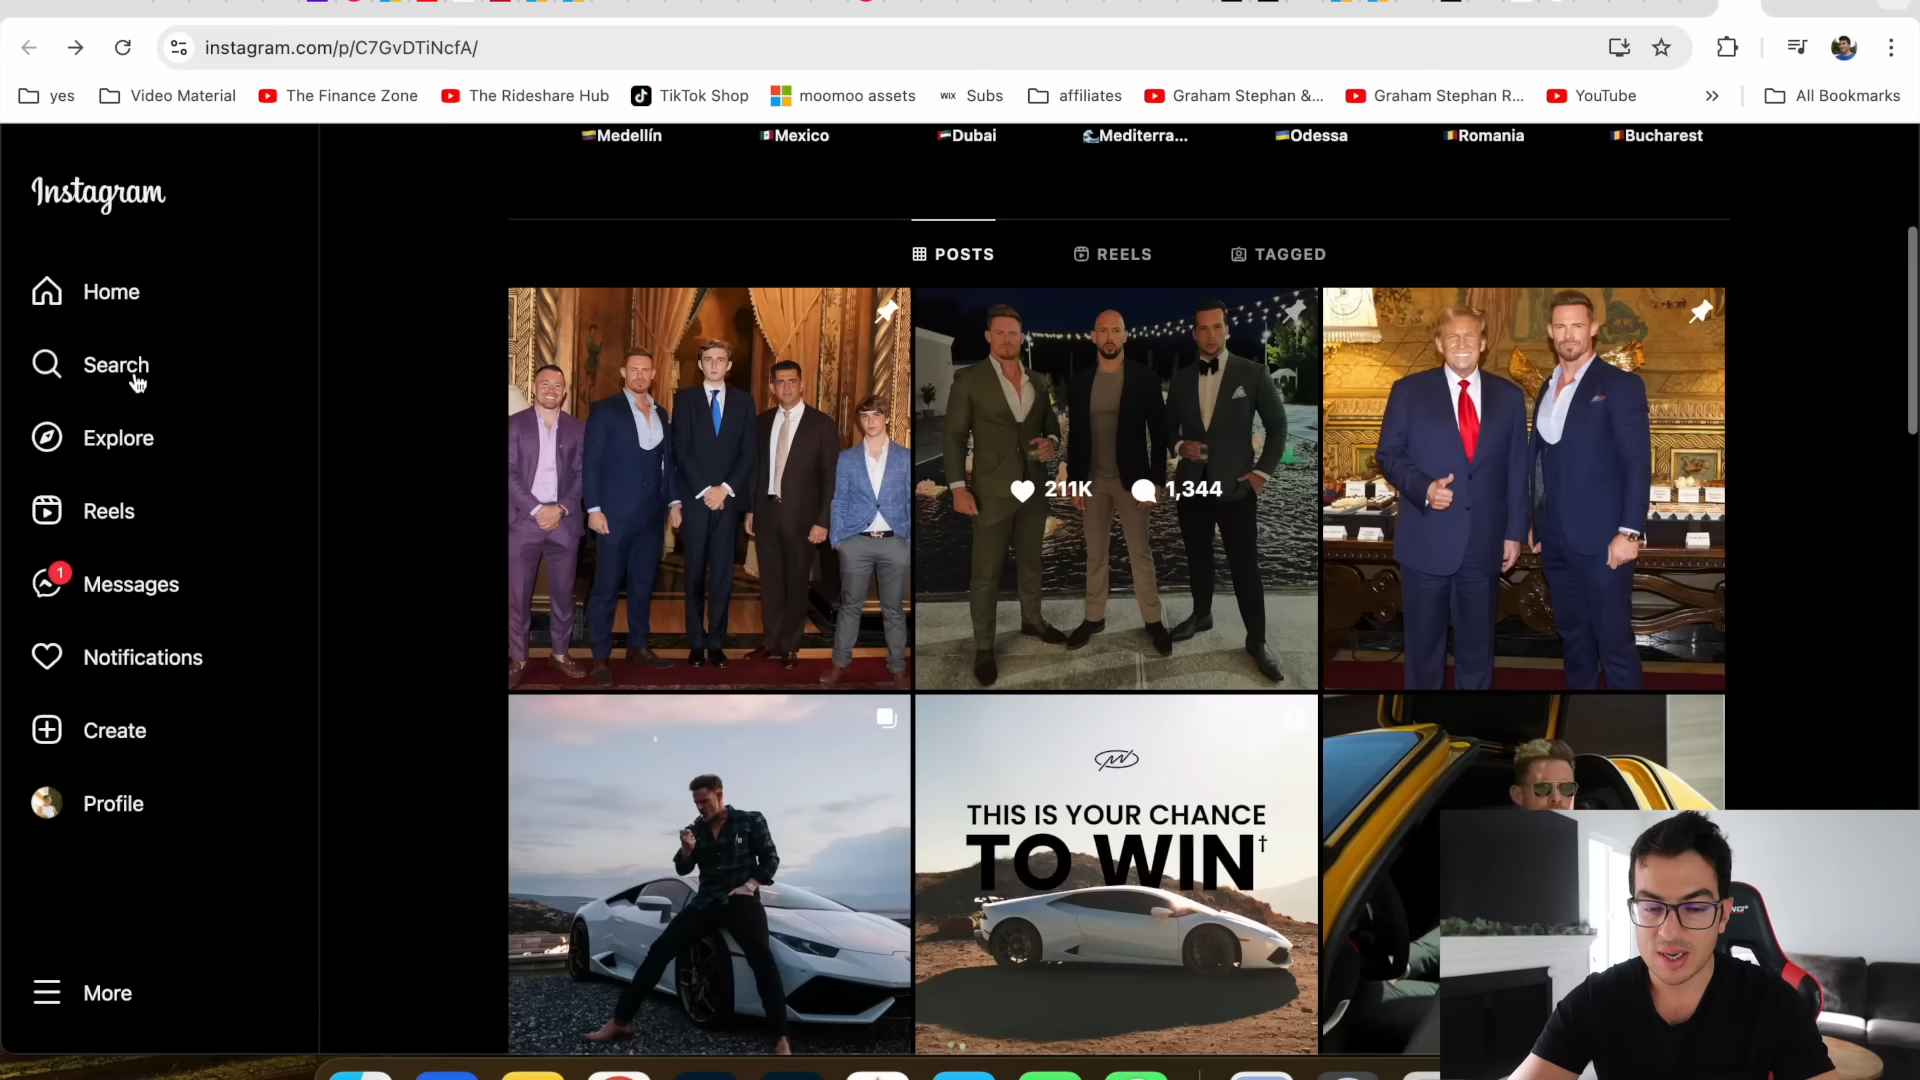 instagram.com/p/C7GvDTiNcfA/
yes
Video Material
The Finance Zone
The Rideshare Hub
TikTok Shop
moomoo assets
WIX Subs
affiliates
Graham Stephan &...
Graham Stephan R...
YouTube
All Bookmarks
Medellín
Mexico
Dubai
Mediterra...
Odessa
Romania
Bucharest
Instagram
Home
Search
Explore
Reels
1
Messages
Notifications
Create
Profile
More
POSTS
REELS
TAGGED
211K
1,344
THIS IS YOUR CHANCE
TO WIN†